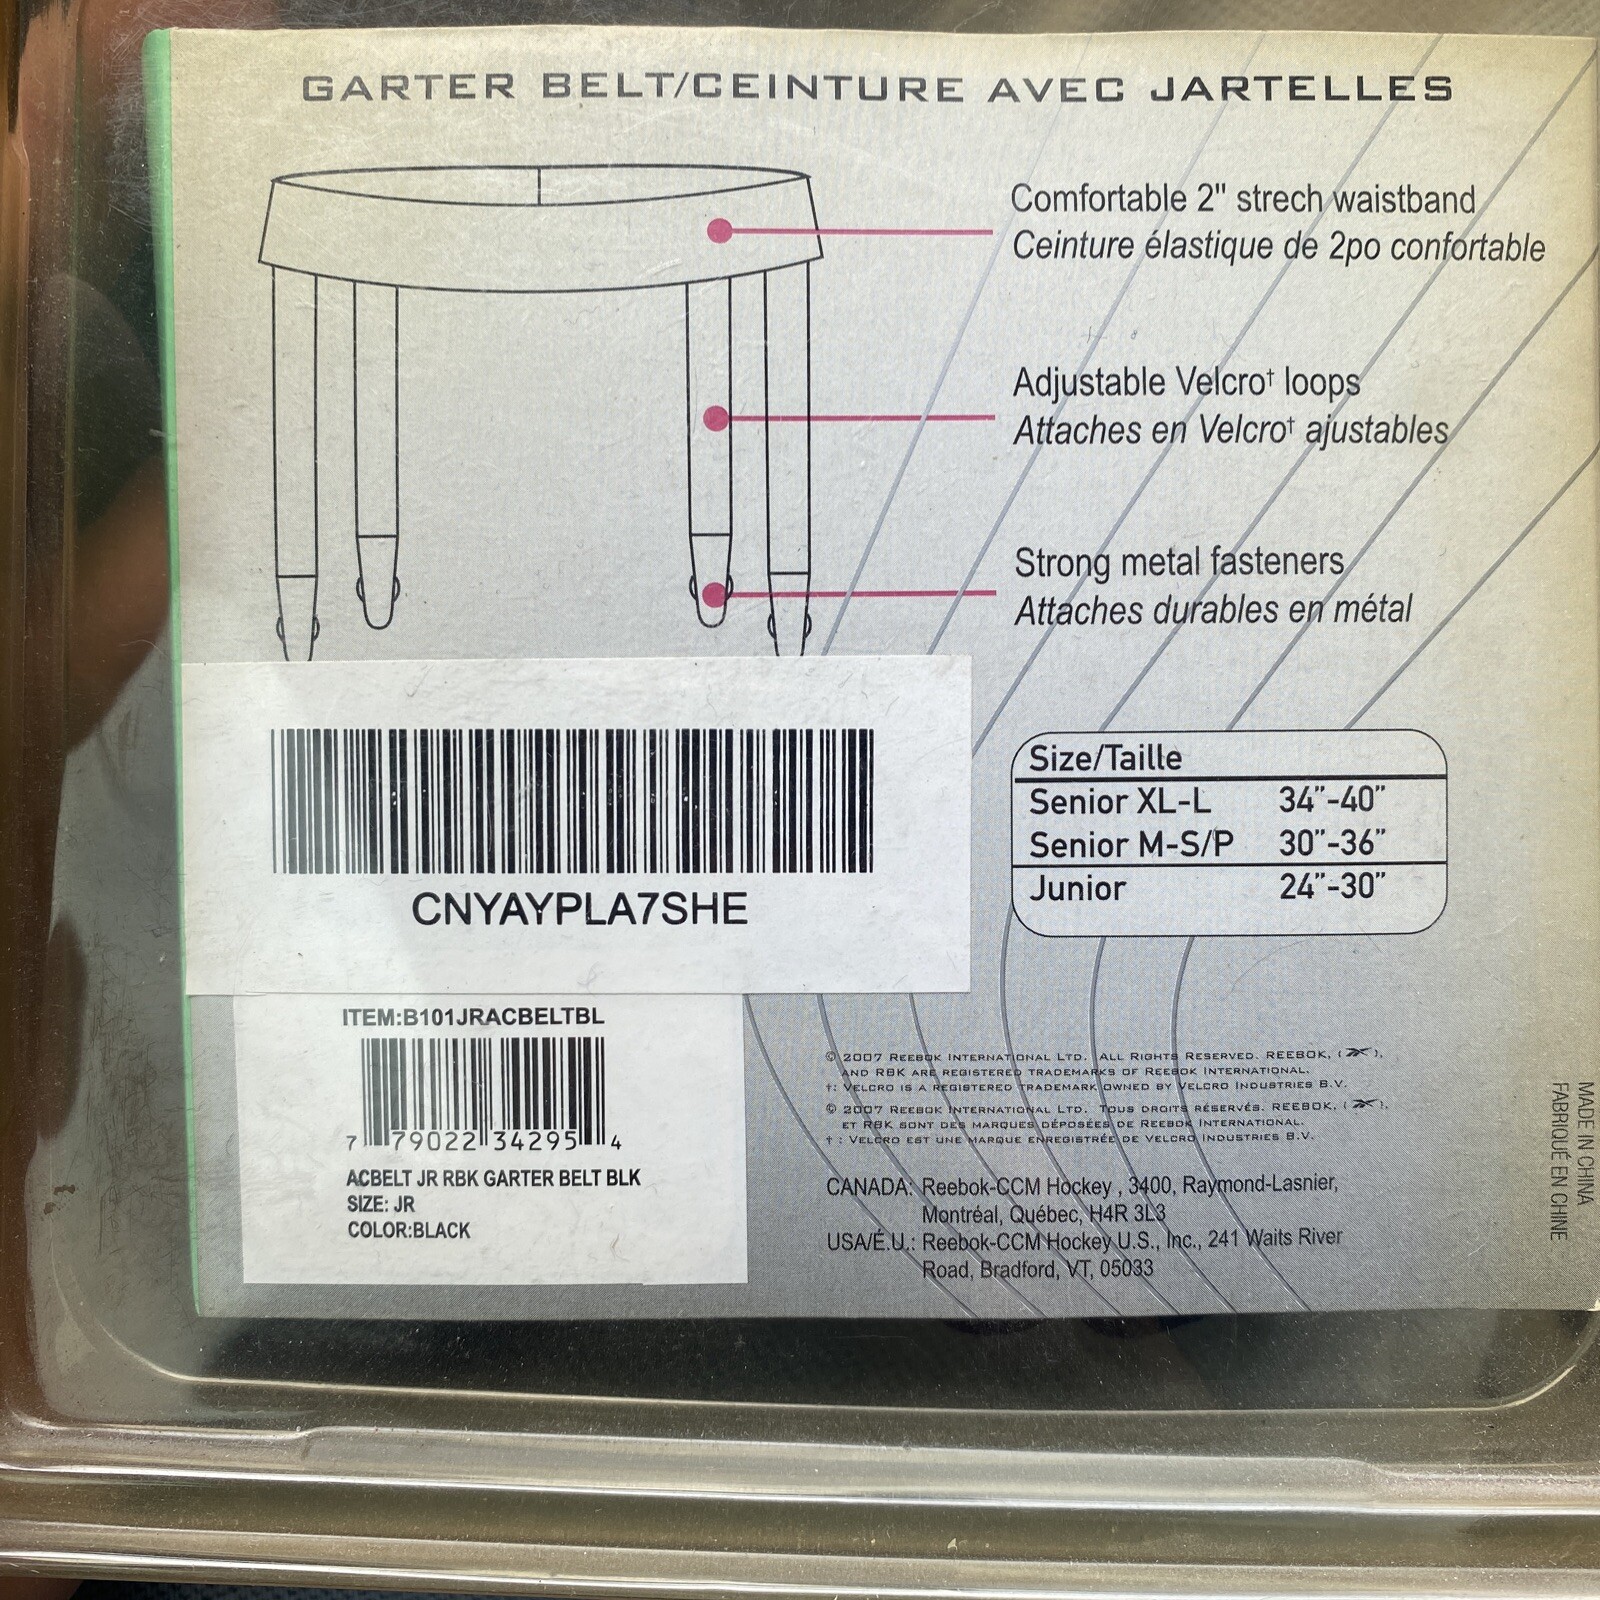 GARTER BELT/CEINTURE AVEC JARTELLES
Comfortable 2" strech waistband
Ceinture élastique de 2po confortable
Adjustable Velcro† loops
Attaches en Velcro† ajustables
Strong metal fasteners
Attaches durables en métal
Size/Taille
Senior XL-L 34"-40"
Senior M-S/P 30"-36"
Junior 24"-30"
CNYAYPLA7SHE
ITEM:B101JRACBELTBL
7 79022 34295 4
ACBELT JR RBK GARTER BELT BLK
SIZE: JR
COLOR:BLACK
© 2007 REEBOK INTERNATIONAL LTD. ALL RIGHTS RESERVED. REEBOK, ( ),
AND RBK ARE REGISTERED TRADEMARKS OF REEBOK INTERNATIONAL.
†: VELCRO IS A REGISTERED TRADEMARK OWNED BY VELCRO INDUSTRIES B.V.
© 2007 REEBOK INTERNATIONAL LTD. TOUS DROITS RÉSERVÉS. REEBOK, ( ),
ET RBK SONT DES MARQUES DÉPOSÉES DE REEBOK INTERNATIONAL.
† : VELCRO EST UNE MARQUE ENREGISTRÉE DE VELCRO INDUSTRIES B.V.
CANADA: Reebok-CCM Hockey , 3400, Raymond-Lasnier,
Montréal, Québec, H4R 3L3
USA/É.U.: Reebok-CCM Hockey U.S., Inc., 241 Waits River
Road, Bradford, VT, 05033
MADE IN CHINA
FABRIQUÉ EN CHINE